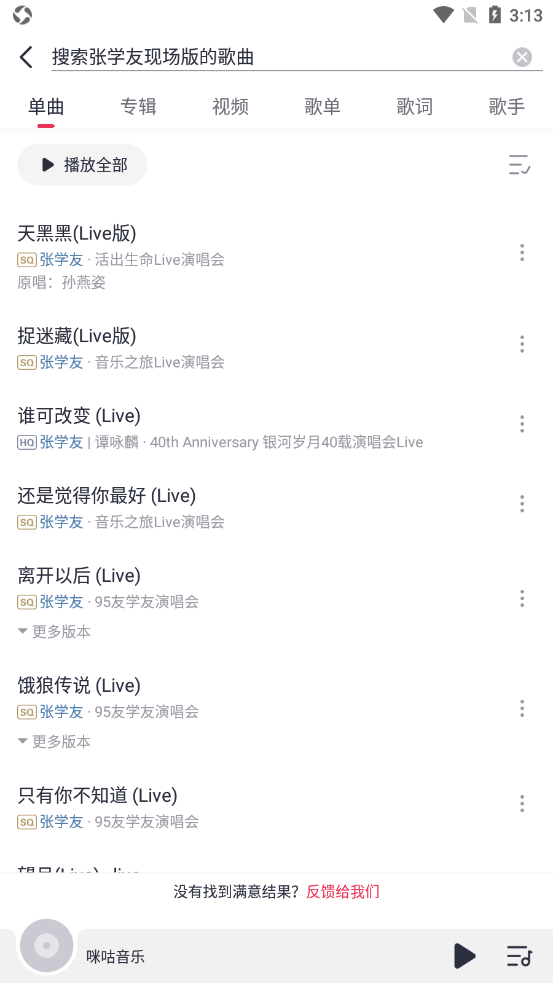 3:13
搜索张学友现场版的歌曲
单曲 专辑 视频 歌单 歌词 歌手
播放全部
天黑黑(Live版)
SQ 张学友 · 活出生命Live演唱会
原唱：孙燕姿
捉迷藏(Live版)
SQ 张学友 · 音乐之旅Live演唱会
谁可改变 (Live)
HQ 张学友 | 谭咏麟 · 40th Anniversary 银河岁月40载演唱会Live
还是觉得你最好 (Live)
SQ 张学友 · 音乐之旅Live演唱会
离开以后 (Live)
SQ 张学友 · 95友学友演唱会
更多版本
饿狼传说 (Live)
SQ 张学友 · 95友学友演唱会
更多版本
只有你不知道 (Live)
SQ 张学友 · 95友学友演唱会
没有找到满意结果？反馈给我们
咪咕音乐